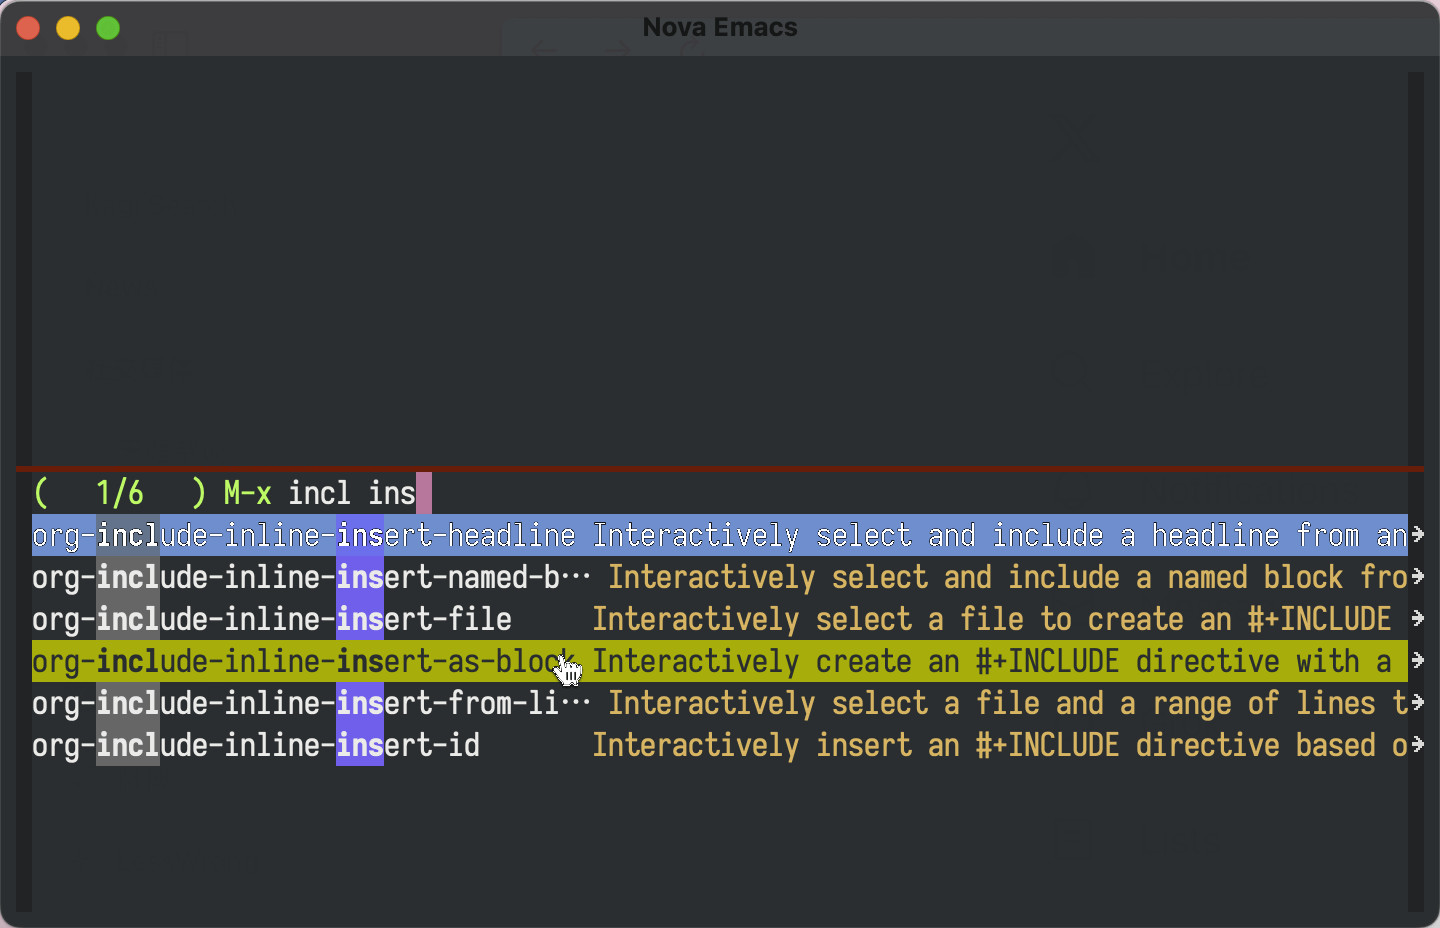 Nova Emacs
( 1/6 ) M-x incl ins
org-include-inline-insert-headline Interactively select and include a headline from an
org-include-inline-insert-named-b… Interactively select and include a named block fro
org-include-inline-insert-file Interactively select a file to create an #+INCLUDE
org-include-inline-insert-as-block Interactively create an #+INCLUDE directive with a
org-include-inline-insert-from-li… Interactively select a file and a range of lines t
org-include-inline-insert-id Interactively insert an #+INCLUDE directive based o